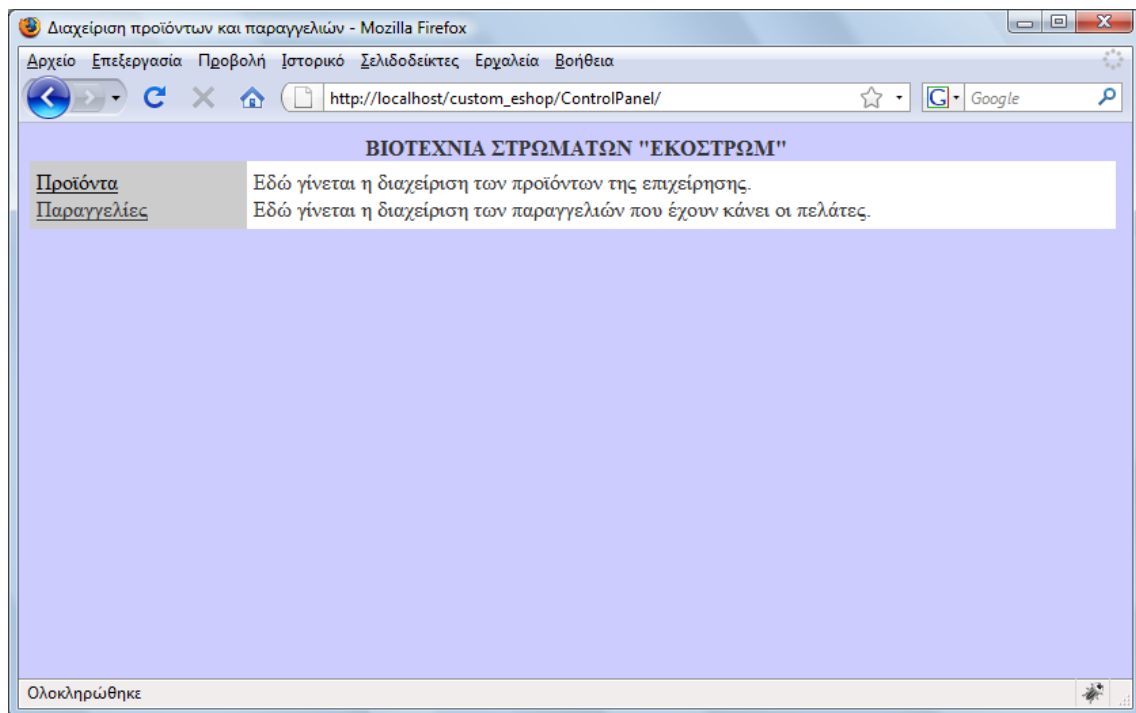 Διαχείριση προϊόντων και παραγγελιών - Mozilla Firefox
Αρχείο Επεξεργασία Προβολή Ιστορικό Σελιδοδείκτες Εργαλεία Βοήθεια
http://localhost/custom_eshop/ControlPanel/ G Google
ΒΙΟΤΕΧΝΙΑ ΣΤΡΩΜΑΤΩΝ "ΕΚΟΣΤΡΩΜ"
Προϊόντα Εδώ γίνεται η διαχείριση των προϊόντων της επιχείρησης.
Παραγγελίες Εδώ γίνεται η διαχείριση των παραγγελιών που έχουν κάνει οι πελάτες.
Ολοκληρώθηκε